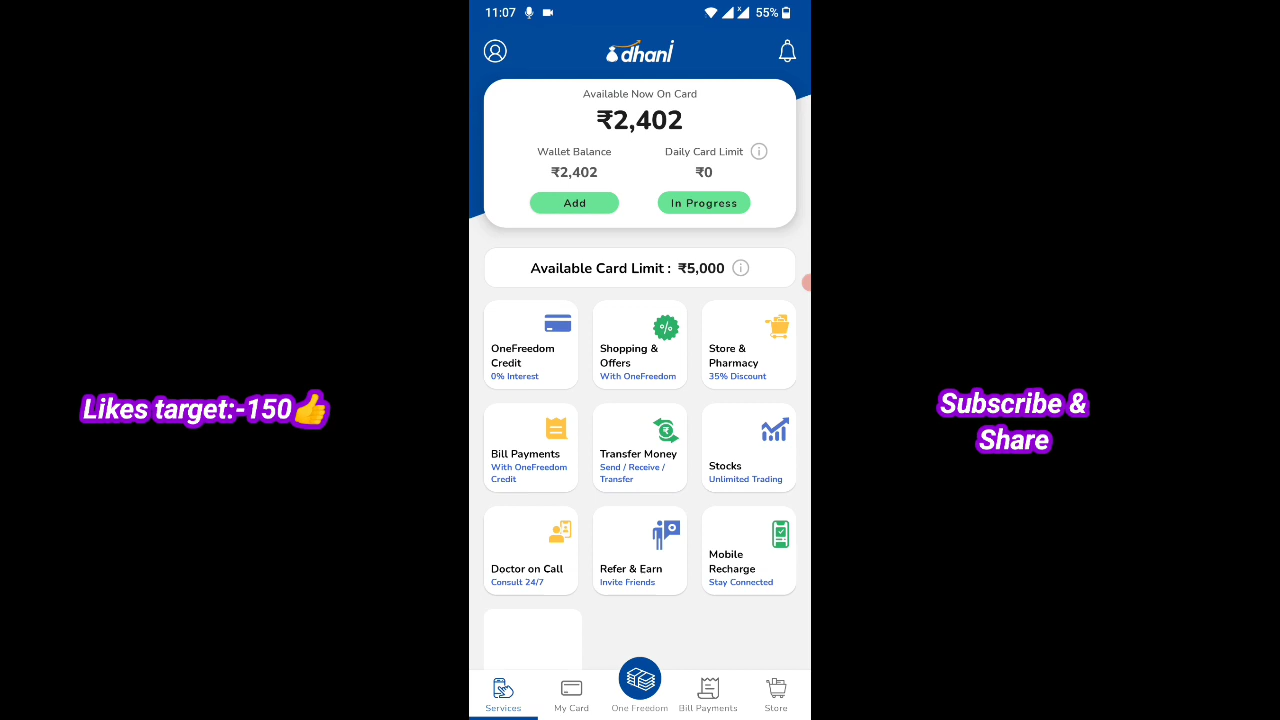 11:07
55%
dhani
Available Now On Card
₹2,402
Wallet Balance
Daily Card Limit
₹2,402
₹0
Add
In Progress
Available Card Limit : ₹5,000
OneFreedom
Credit
0% Interest
Shopping &
Offers
With OneFreedom
Store &
Pharmacy
35% Discount
Bill Payments
With OneFreedom
Credit
Transfer Money
Send / Receive /
Transfer
Stocks
Unlimited Trading
Doctor on Call
Consult 24/7
Refer & Earn
Invite Friends
Mobile
Recharge
Stay Connected
Services
My Card
One Freedom
Bill Payments
Store
Likes target:-150👍
Subscribe &
Share